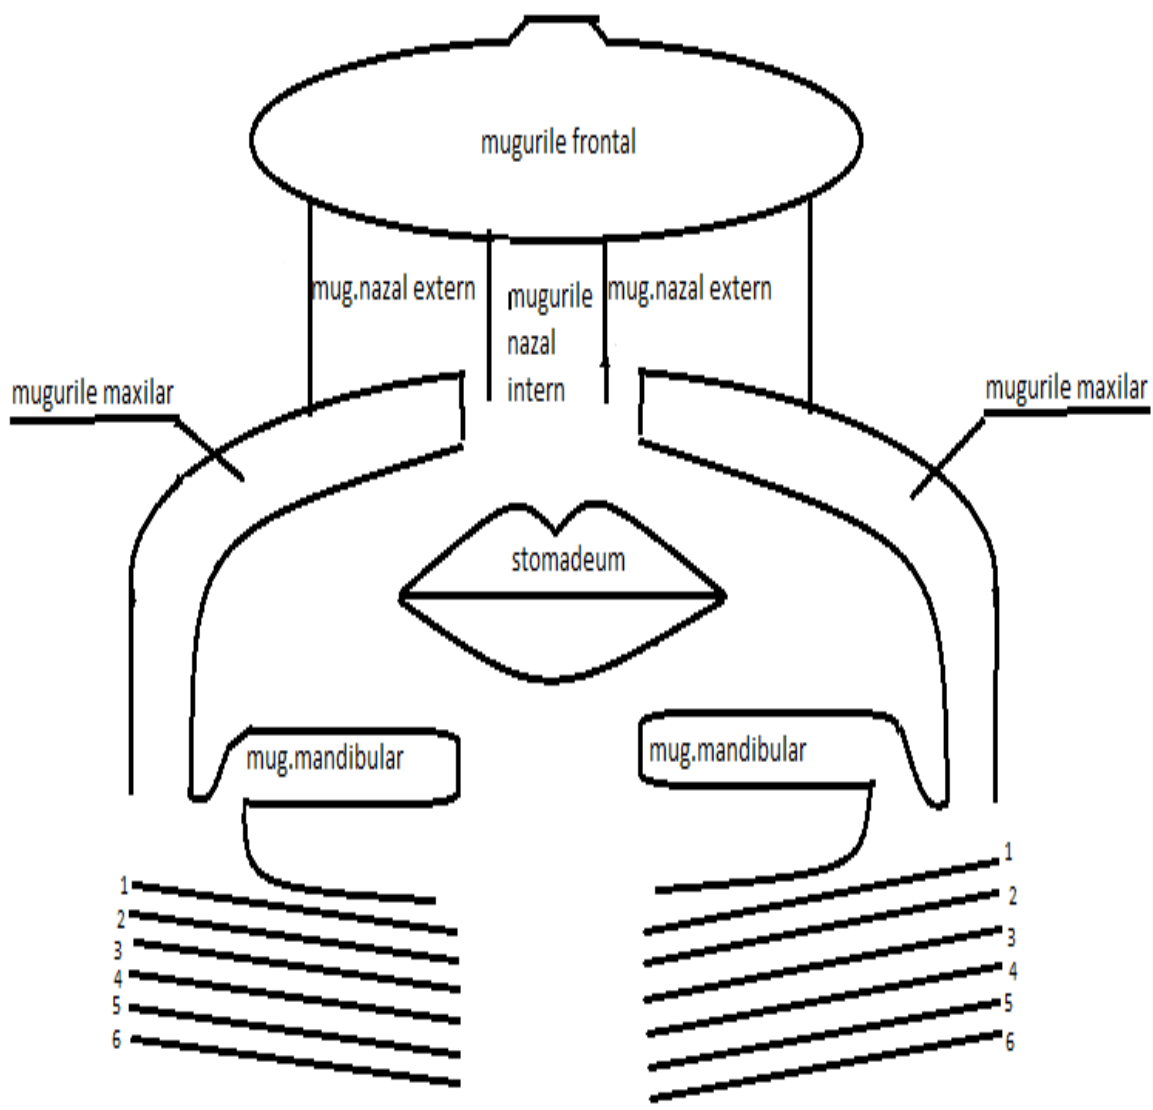 mugurile frontal
mug.nazal extern
mugurile
nazal
intern
mug.nazal extern
mugurile maxilar
mugurile maxilar
stomadeum
mug.mandibular
mug.mandibular
1
2
3
4
5
6
1
2
3
4
5
6